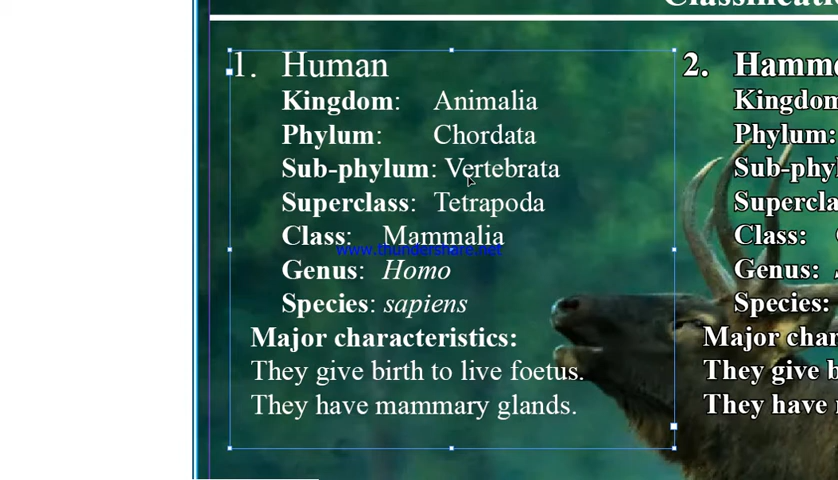 Classificati
1. Human
Kingdom: Animalia
Phylum: Chordata
Sub-phylum: Vertebrata
Superclass: Tetrapoda
Class: Mammalia
www.thundershare.net
Genus: Homo
Species: sapiens
Major characteristics:
They give birth to live foetus.
They have mammary glands.
2. Hamme
Kingdom
Phylum:
Sub-phyl
Supercla
Class:
Genus:
Species:
Major char
They give b
They have